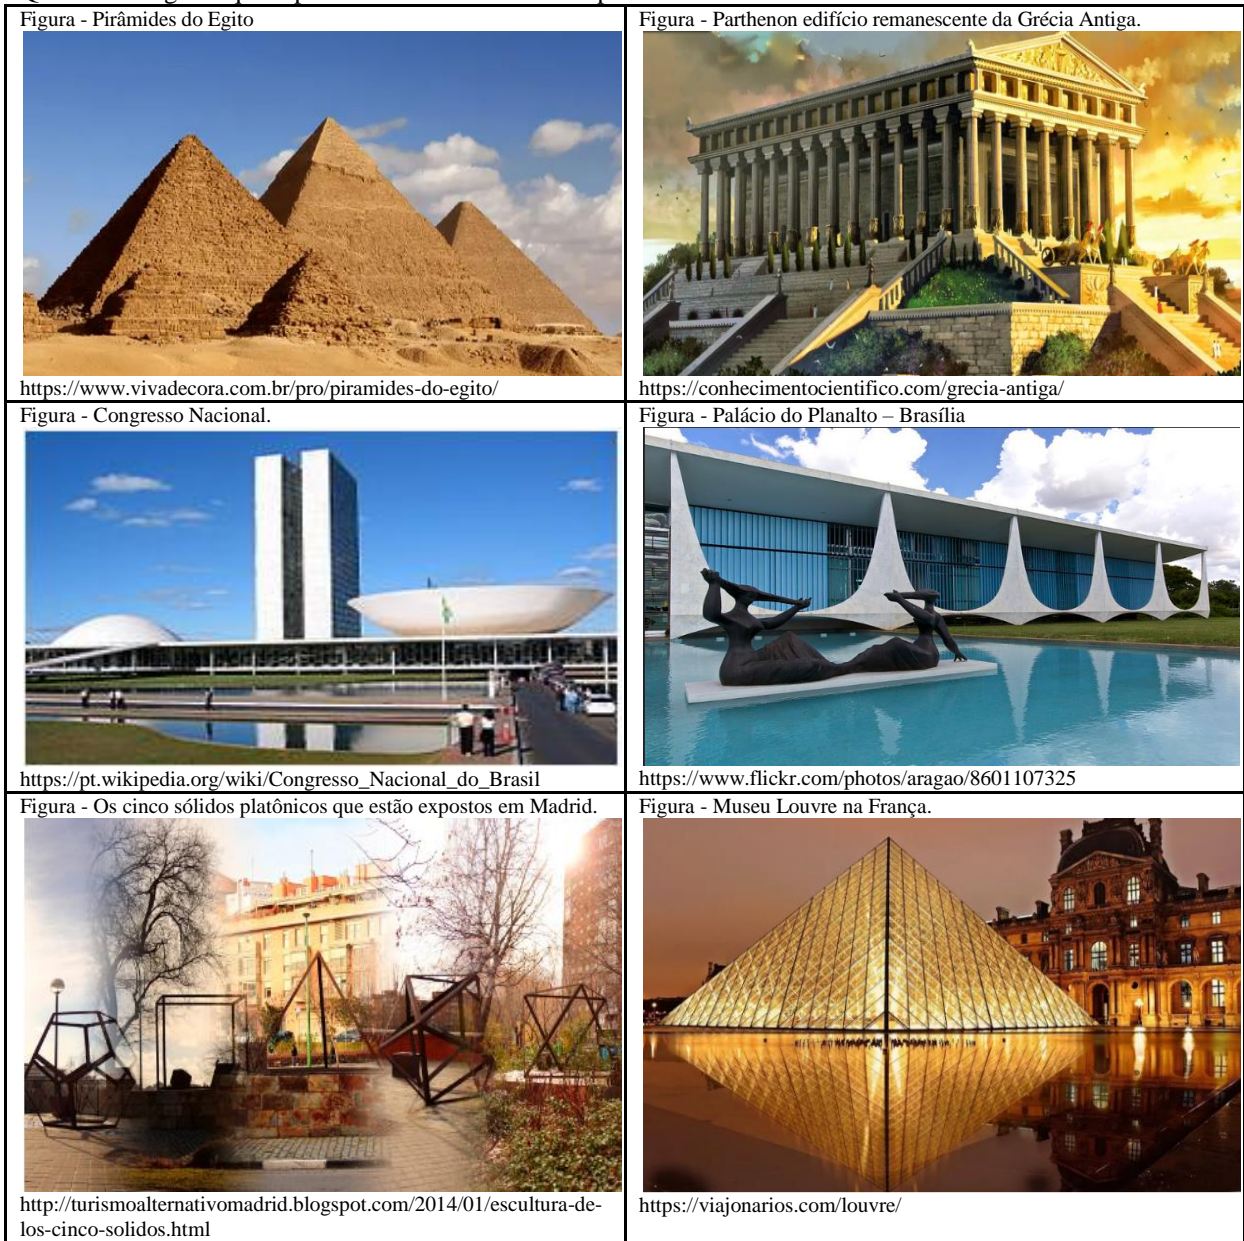 Figura - Pirâmides do Egito
Figura - Parthenon edifício remanescente da Grécia Antiga.
https://www.vivadecora.com.br/pro/piramides-do-egito/
https://conhecimentocientifico.com/grecia-antiga/
Figura - Congresso Nacional.
Figura - Palácio do Planalto – Brasília
https://pt.wikipedia.org/wiki/Congresso_Nacional_do_Brasil
https://www.flickr.com/photos/aragao/8601107325
Figura - Os cinco sólidos platônicos que estão expostos em Madrid.
Figura - Museu Louvre na França.
http://turismoalternativomadrid.blogspot.com/2014/01/escultura-de-
los-cinco-solidos.html
https://viajonarios.com/louvre/